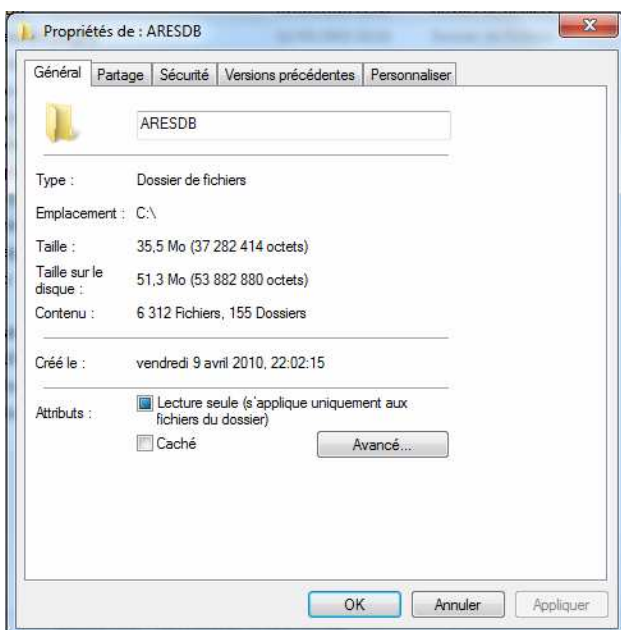 Propriétés de : ARESDB
Général Partage Sécurité Versions précédentes Personnaliser
ARESDB
Type : Dossier de fichiers
Emplacement : C:\
Taille : 35,5 Mo (37 282 414 octets)
Taille sur le
disque : 51,3 Mo (53 882 880 octets)
Contenu : 6 312 Fichiers, 155 Dossiers
Créé le : vendredi 9 avril 2010, 22:02:15
Attributs : Lecture seule (s'applique uniquement aux
fichiers du dossier)
Caché Avancé...
OK Annuler Appliquer